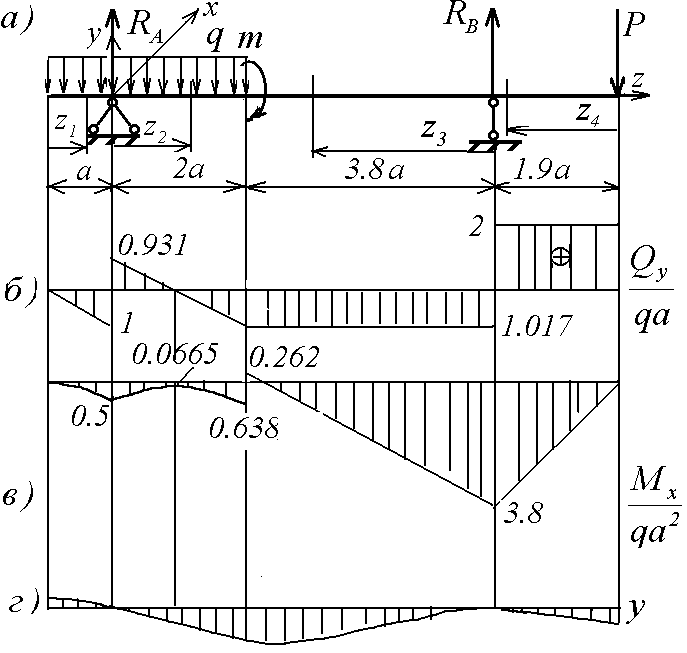 а) y R_A x q m R_B P
z
z_1 z_2 z_3 z_4
a 2a 3.8a 1.9a
0.931 2
б) Q_y
1 1.017 qa
0.0665 0.262
0.5 0.638
в) 3.8 M_x
qa^2
г) y